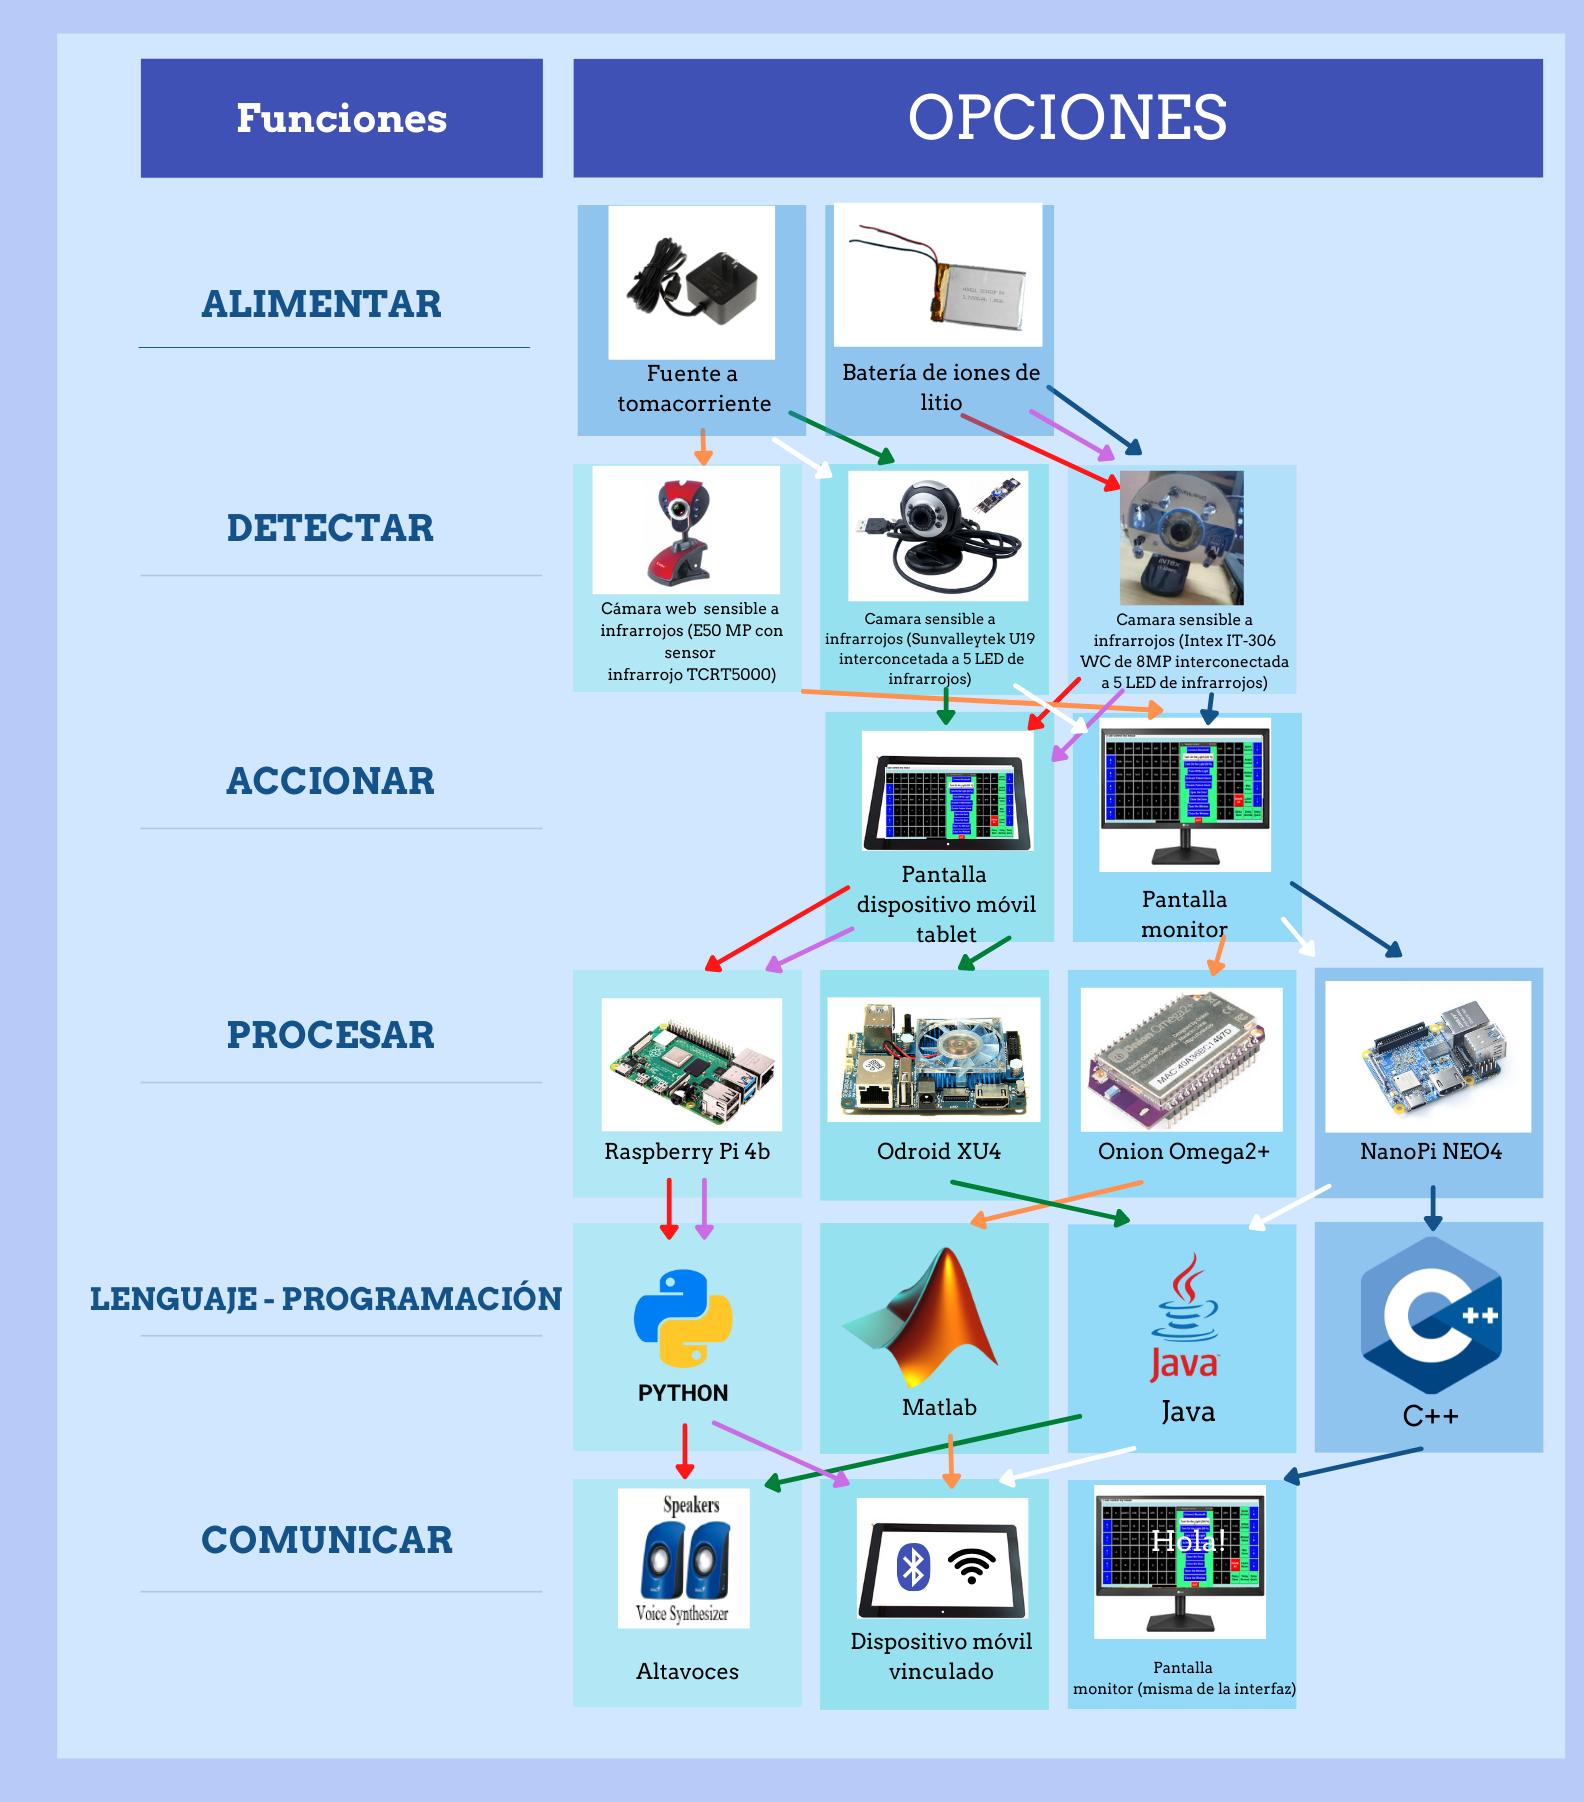 Funciones
OPCIONES
ALIMENTAR
Fuente a
tomacorriente
Batería de iones de
litio
DETECTAR
Cámara web  sensible a
infrarrojos (E50 MP con
sensor
infrarrojo TCRT5000)
Camara sensible a
infrarrojos (Sunvalleytek U19
interconcetada a 5 LED de
infrarrojos)
INTEX
Camara sensible a
infrarrojos (Intex IT-306
WC de 8MP interconectada
a 5 LED de infrarrojos)
ACCIONAR
Pantalla
dispositivo móvil
tablet
Pantalla
monitor
PROCESAR
Raspberry Pi 4b
Odroid XU4
Omega2+
MAC:40A36BC1497D
Onion Omega2+
NanoPi NEO4
LENGUAJE - PROGRAMACIÓN
PYTHON
Matlab
Java
Java
C++
C++
COMUNICAR
Speakers
Voice Synthesizer
Altavoces
Dispositivo móvil
vinculado
Hola!
Pantalla
monitor (misma de la interfaz)